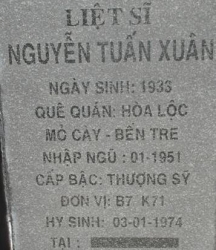 LIỆT SĨ
NGUYỄN TUẤN XUÂN
NGÀY SINH: 1933
QUÊ QUÁN: HÒA LỘC
MỎ CÀY - BẾN TRE
NHẬP NGŨ : 01-1951
CẤP BẬC: THƯỢNG SỸ
ĐƠN VỊ: B7 K71
HY SINH: 03-01-1974
TẠI :